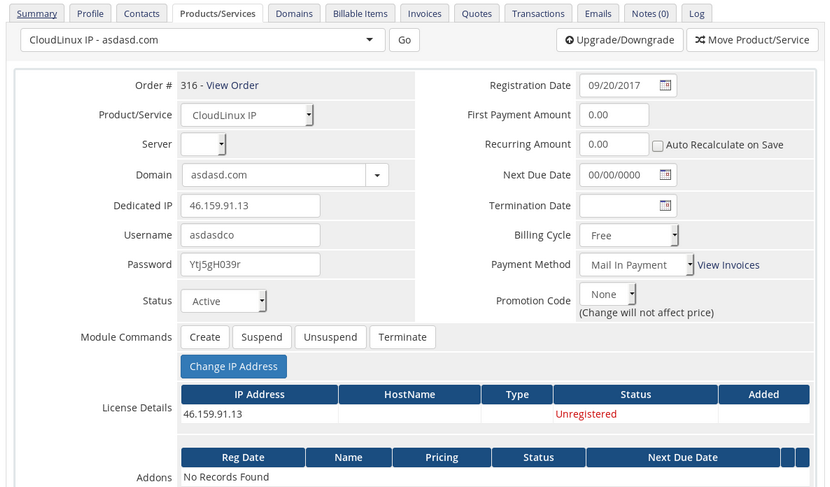 Summary Profile Contacts Products/Services Domains Billable Items Invoices Quotes Transactions Emails Notes (0) Log
CloudLinux IP - asdasd.com Go Upgrade/Downgrade Move Product/Service
Order # 316 - View Order Registration Date 09/20/2017
Product/Service CloudLinux IP First Payment Amount 0.00
Server Recurring Amount 0.00 Auto Recalculate on Save
Domain asdasd.com Next Due Date 00/00/0000
Dedicated IP 46.159.91.13 Termination Date
Username asdasdco Billing Cycle Free
Password Ytj5gH039r Payment Method Mail In Payment View Invoices
Status Active Promotion Code None
(Change will not affect price)
Module Commands Create Suspend Unsuspend Terminate
Change IP Address
IP Address HostName Type Status Added
License Details
46.159.91.13 Unregistered
Reg Date Name Pricing Status Next Due Date
Addons No Records Found